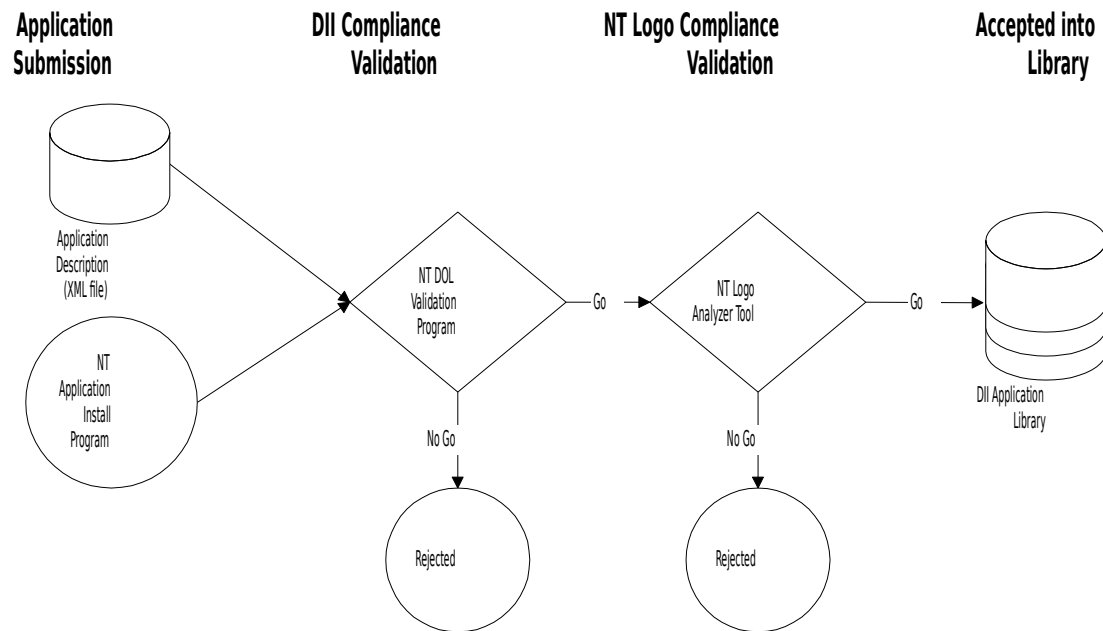 Application
Submission
DII Compliance
Validation
NT Logo Compliance
Validation
Accepted into
Library
Application
Description
(XML file)
NT
Application
Install
Program
NT DOL
Validation
Program
Go
No Go
Rejected
NT Logo
Analyzer Tool
Go
No Go
Rejected
DII Application
Library